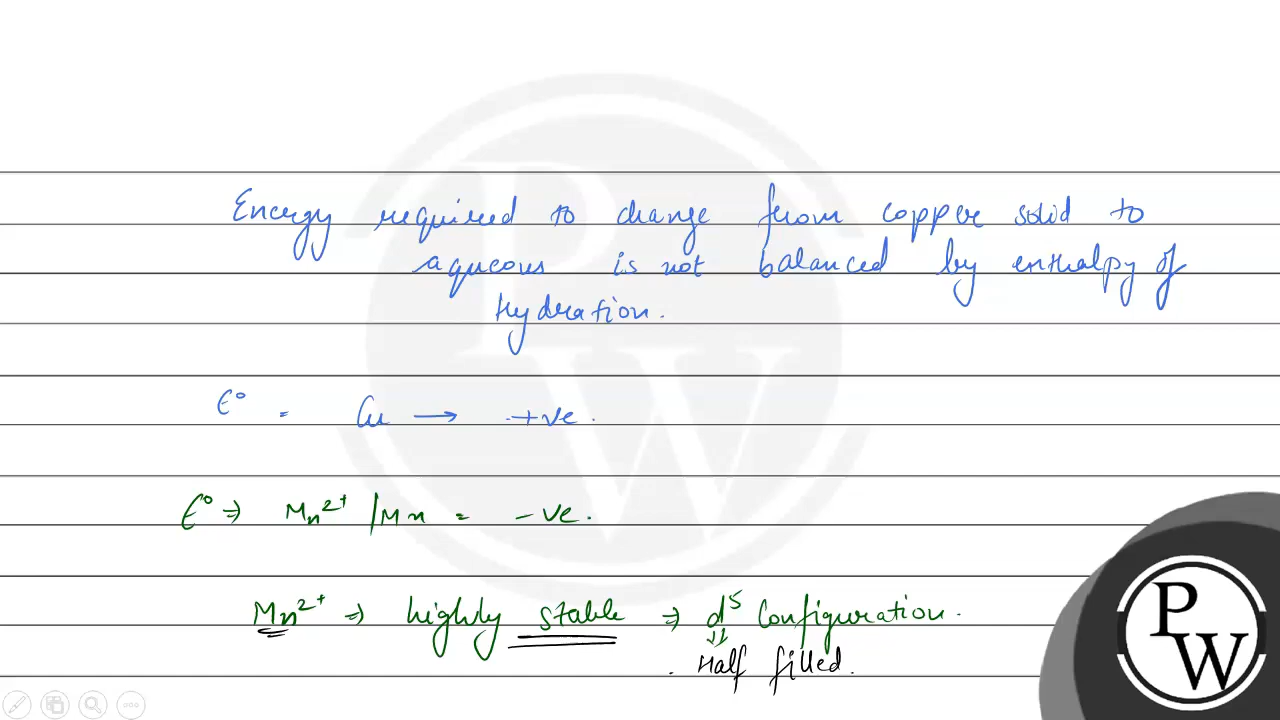 Energy required to change from copper solid to
aqueous is not balanced by enthalpy of
Hydration.
E° = Cu → +ve.
E° ⇒ Mn²⁺ /Mn = -ve.
Mn²⁺ ⇒ highly stable ⇒ d⁵ Configuration.
Half filled.
P
W
P
W